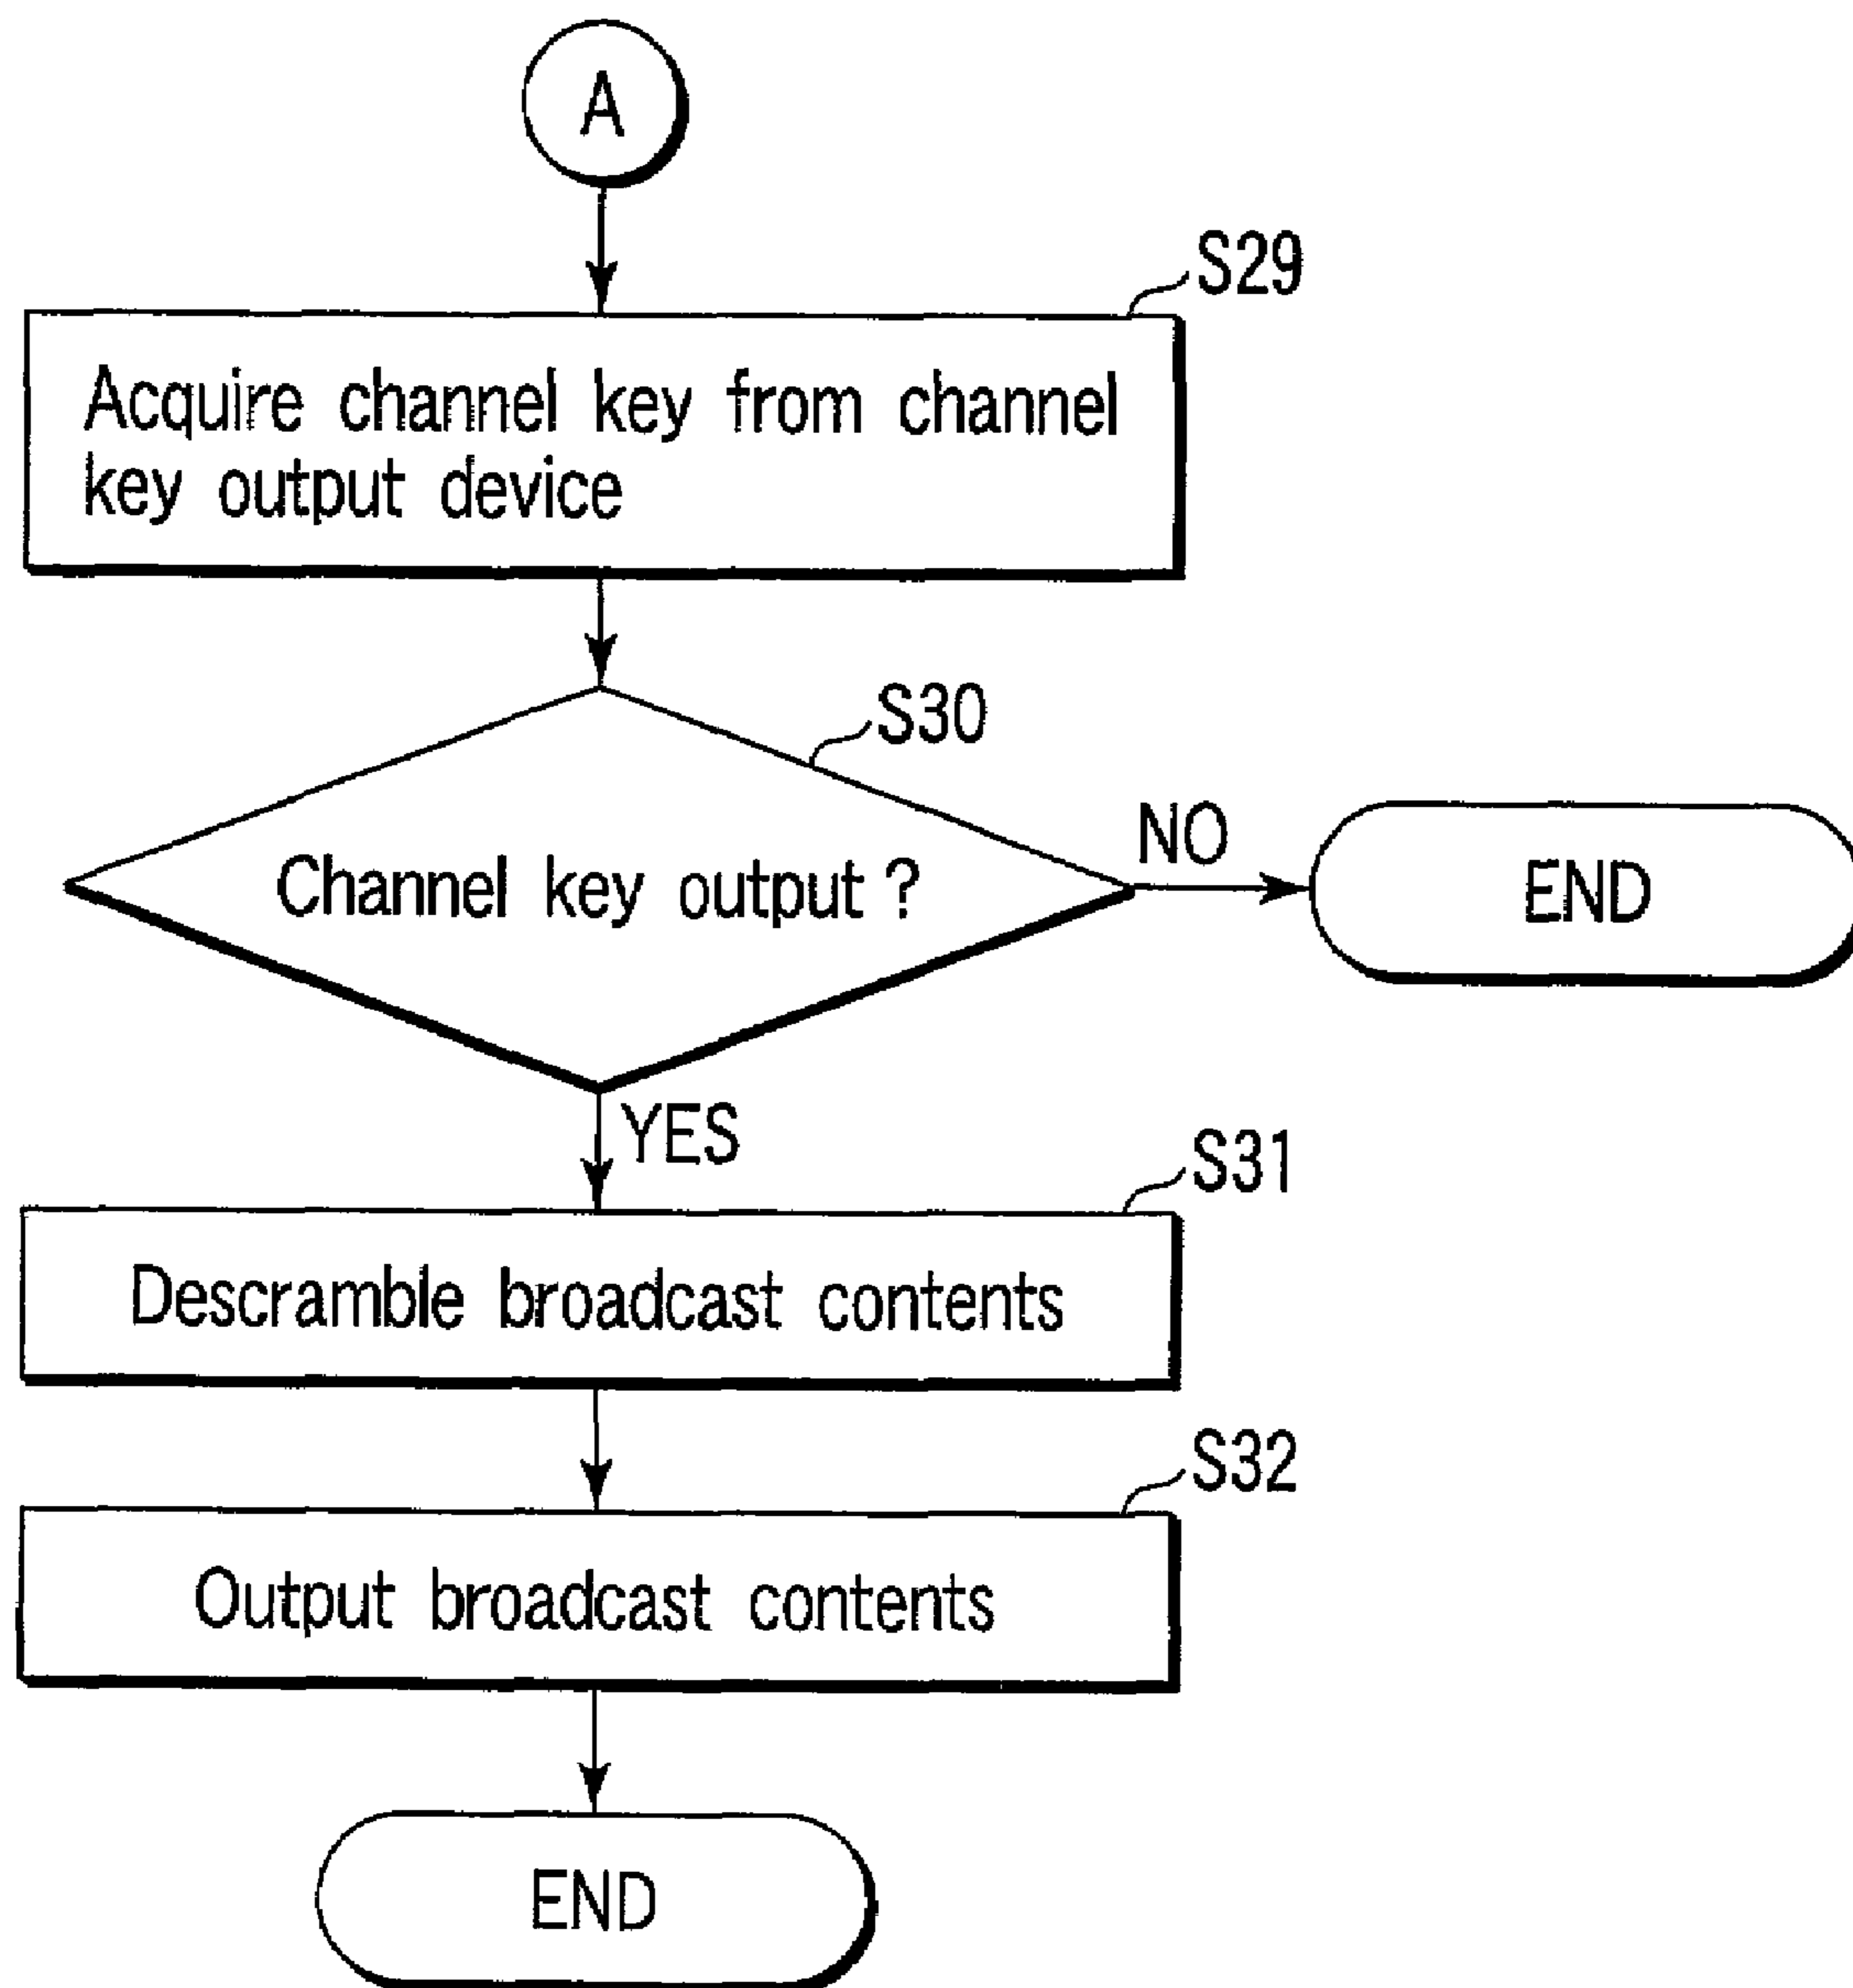 A
S29
Acquire channel key from channel
key output device
S30
Channel key output ?
NO
END
YES
S31
Descramble broadcast contents
S32
Output broadcast contents
END